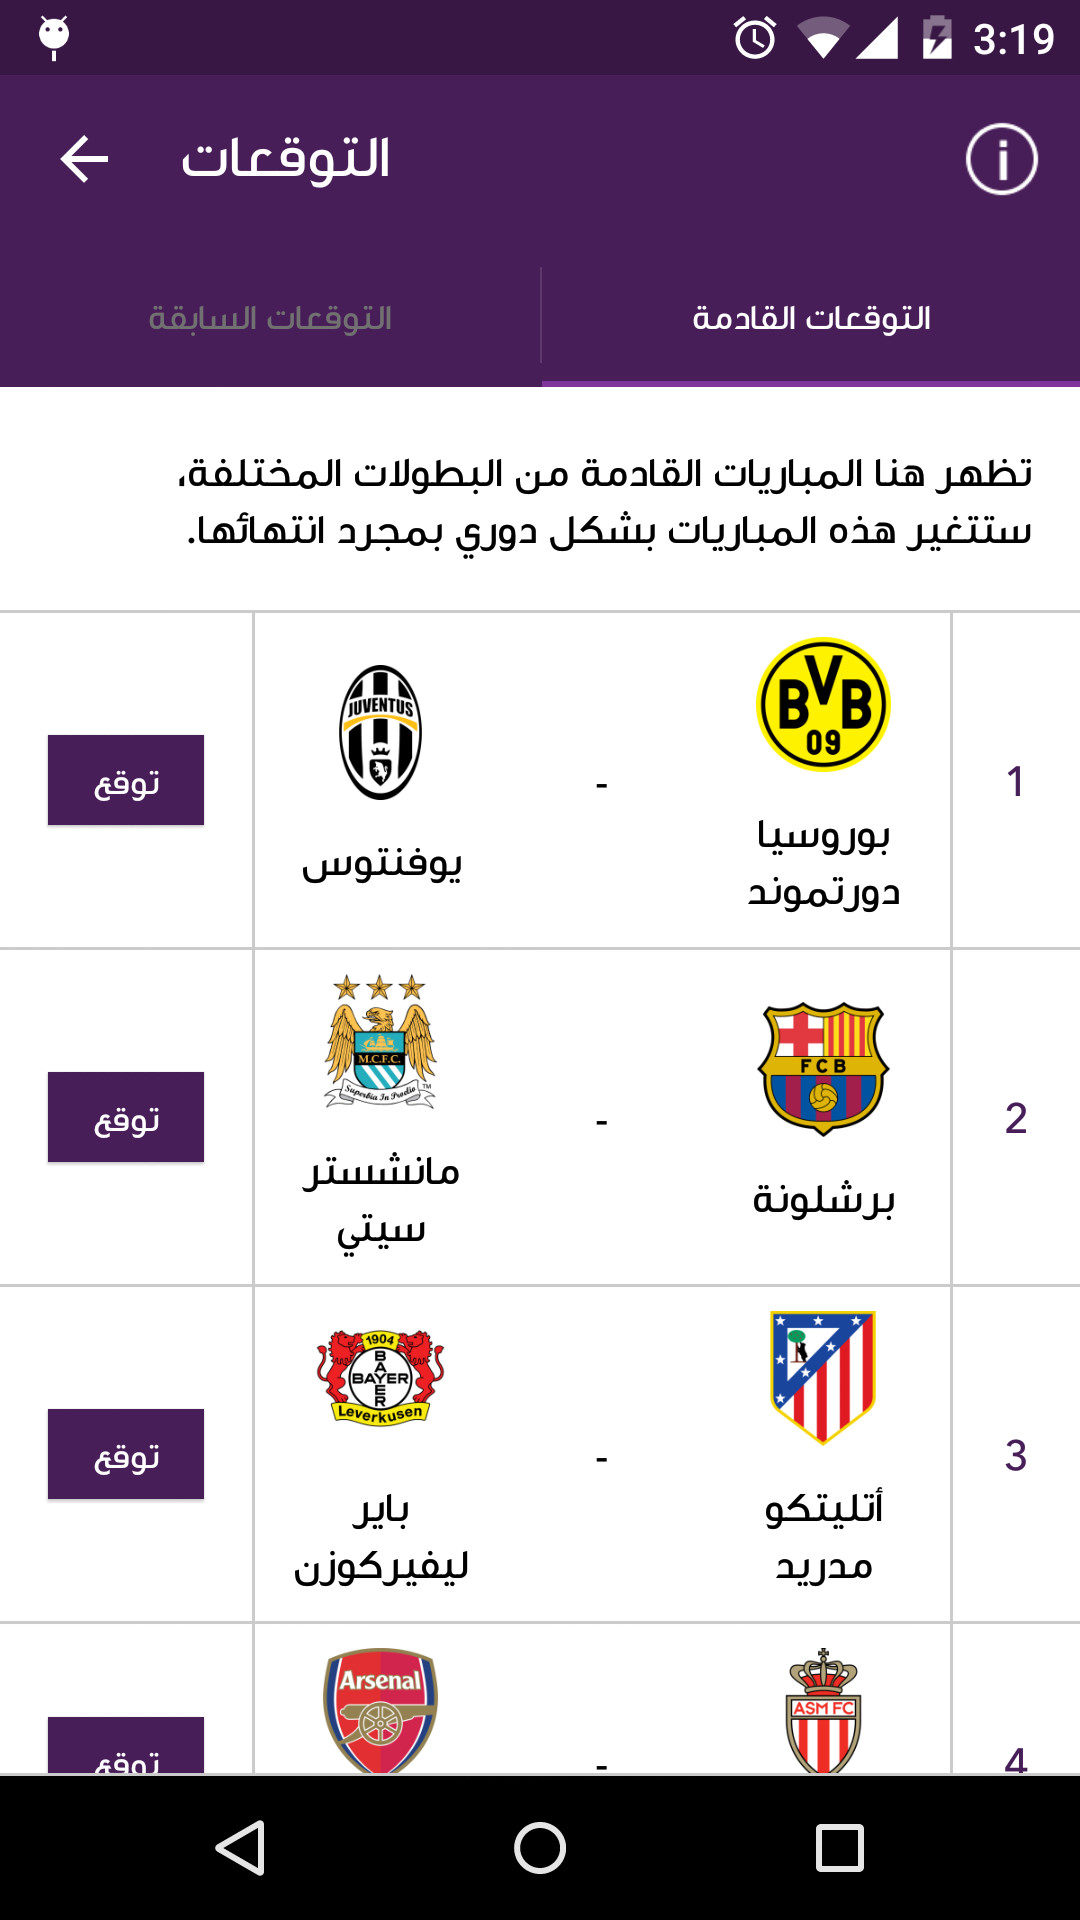 3:19
التوقعات
التوقعات القادمة
التوقعات السابقة
تظهر هنا المباريات القادمة من البطولات المختلفة،
ستتغير هذه المباريات بشكل دوري بمجرد انتهائها.
1
BVB
09
بوروسيا
دورتموند
-
JUVENTUS
يوفنتوس
توقع
2
FCB
برشلونة
-
M.C.F.C.
Superbia In Proelio
TM
مانشستر
سيتي
توقع
3
أتليتكو
مدريد
-
1904
BAYER
BAYER
Leverkusen
باير
ليفيركوزن
توقع
4
ASM FC
-
Arsenal
توقع